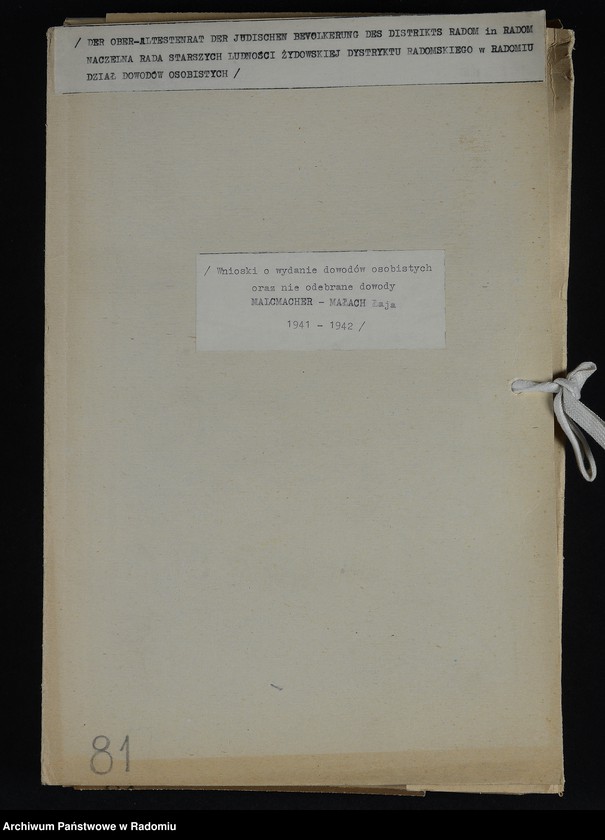 / DER OBER-ALTESTENRAT DER JUDISCHEN BEVOLKERUNG DES DISTRIKTS RADOM in RADOM
NACZELNA RADA STARSZYCH LUDNOŚCI ŻYDOWSKIEJ DYSTRYKTU RADOMSKIEGO w RADOMIU
DZIAŁ DOWODÓW OSOBISTYCH /
/ Wnioski o wydanie dowodów osobistych
oraz nie odebrane dowody
MALCMACHER - MAŁACH Łaja
1941 - 1942 /
81
Archiwum Państwowe w Radomiu